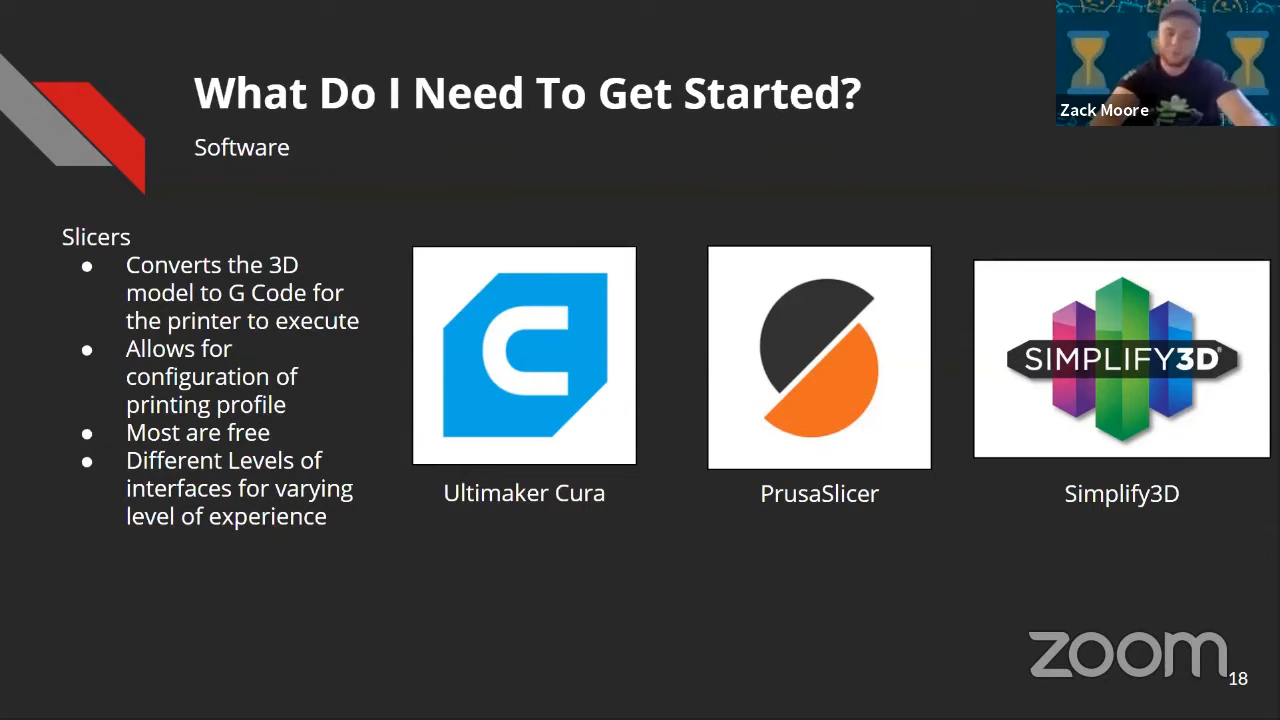 Zack Moore
What Do I Need To Get Started?
Software
Slicers
● Converts the 3D
model to G Code for
the printer to execute
● Allows for
configuration of
printing profile
● Most are free
● Different Levels of
interfaces for varying
level of experience
C
SIMPLIFY3D®
Ultimaker Cura
PrusaSlicer
Simplify3D
zoom
18